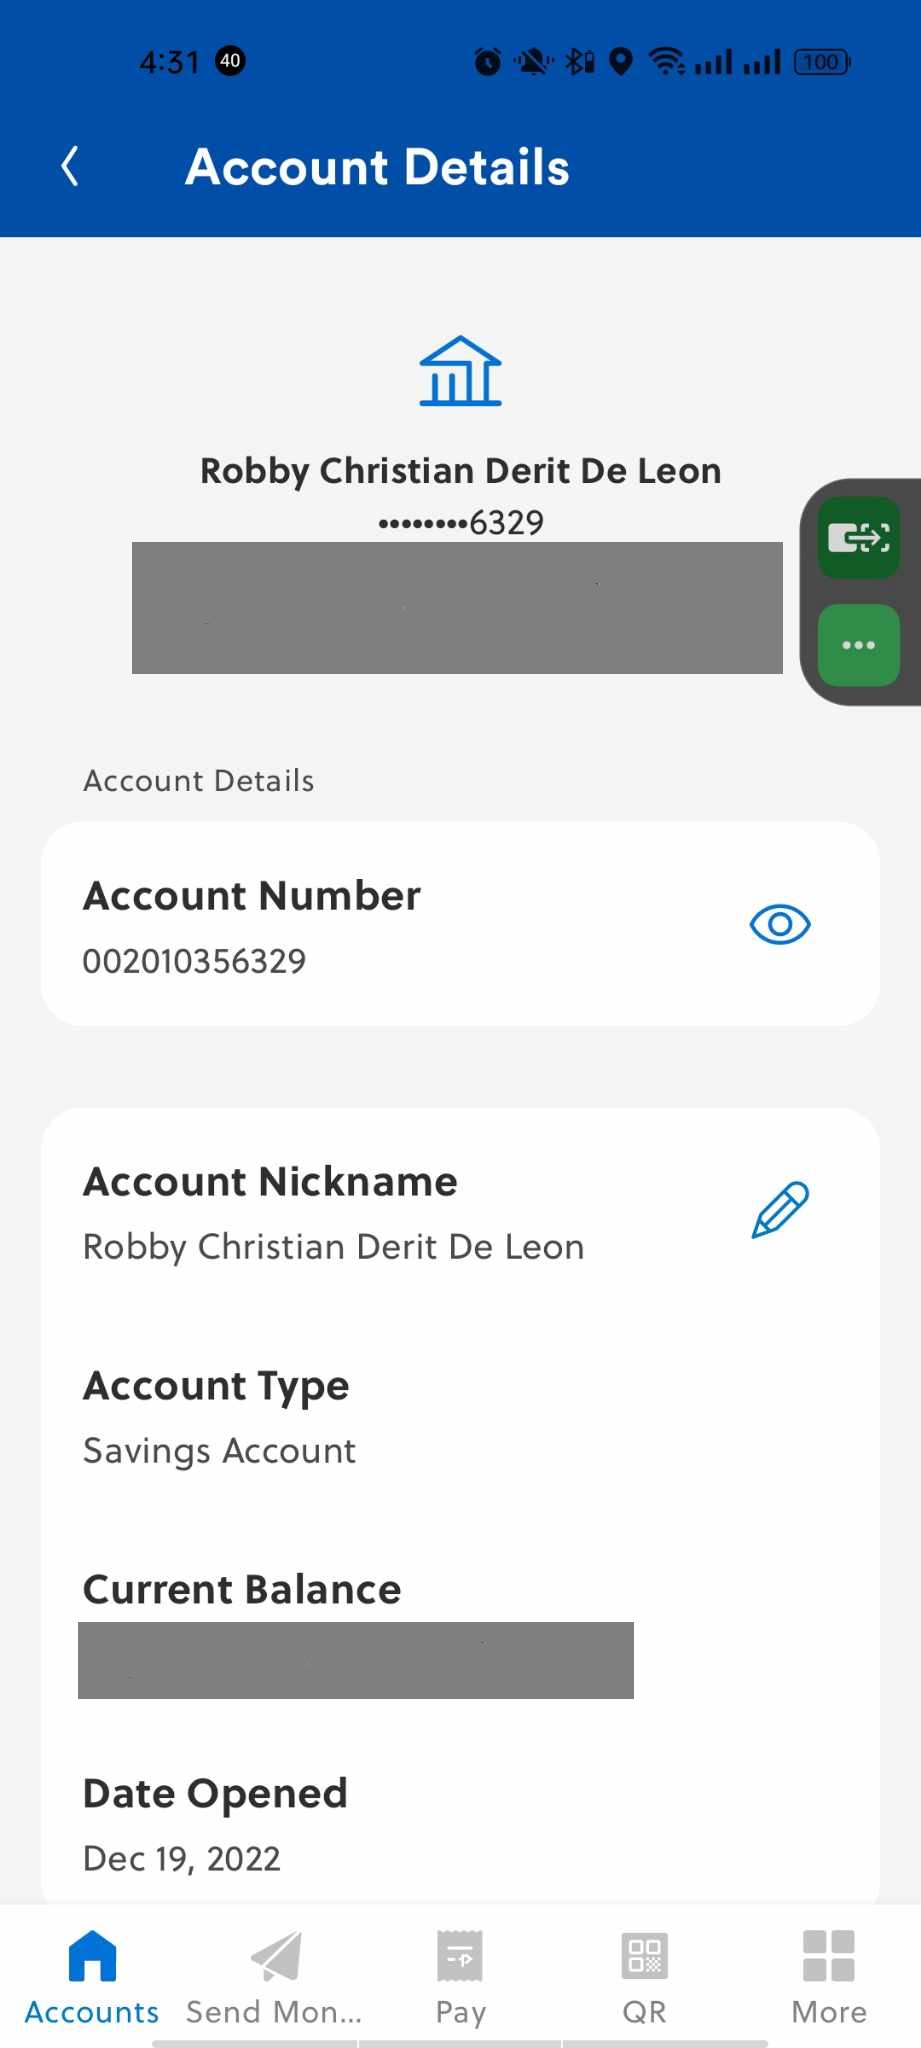 4:31 40 100
Account Details
Robby Christian Derit De Leon
••••••••6329
Account Details
Account Number
002010356329
Account Nickname
Robby Christian Derit De Leon
Account Type
Savings Account
Current Balance
Date Opened
Dec 19, 2022
Accounts Send Mon... Pay QR More